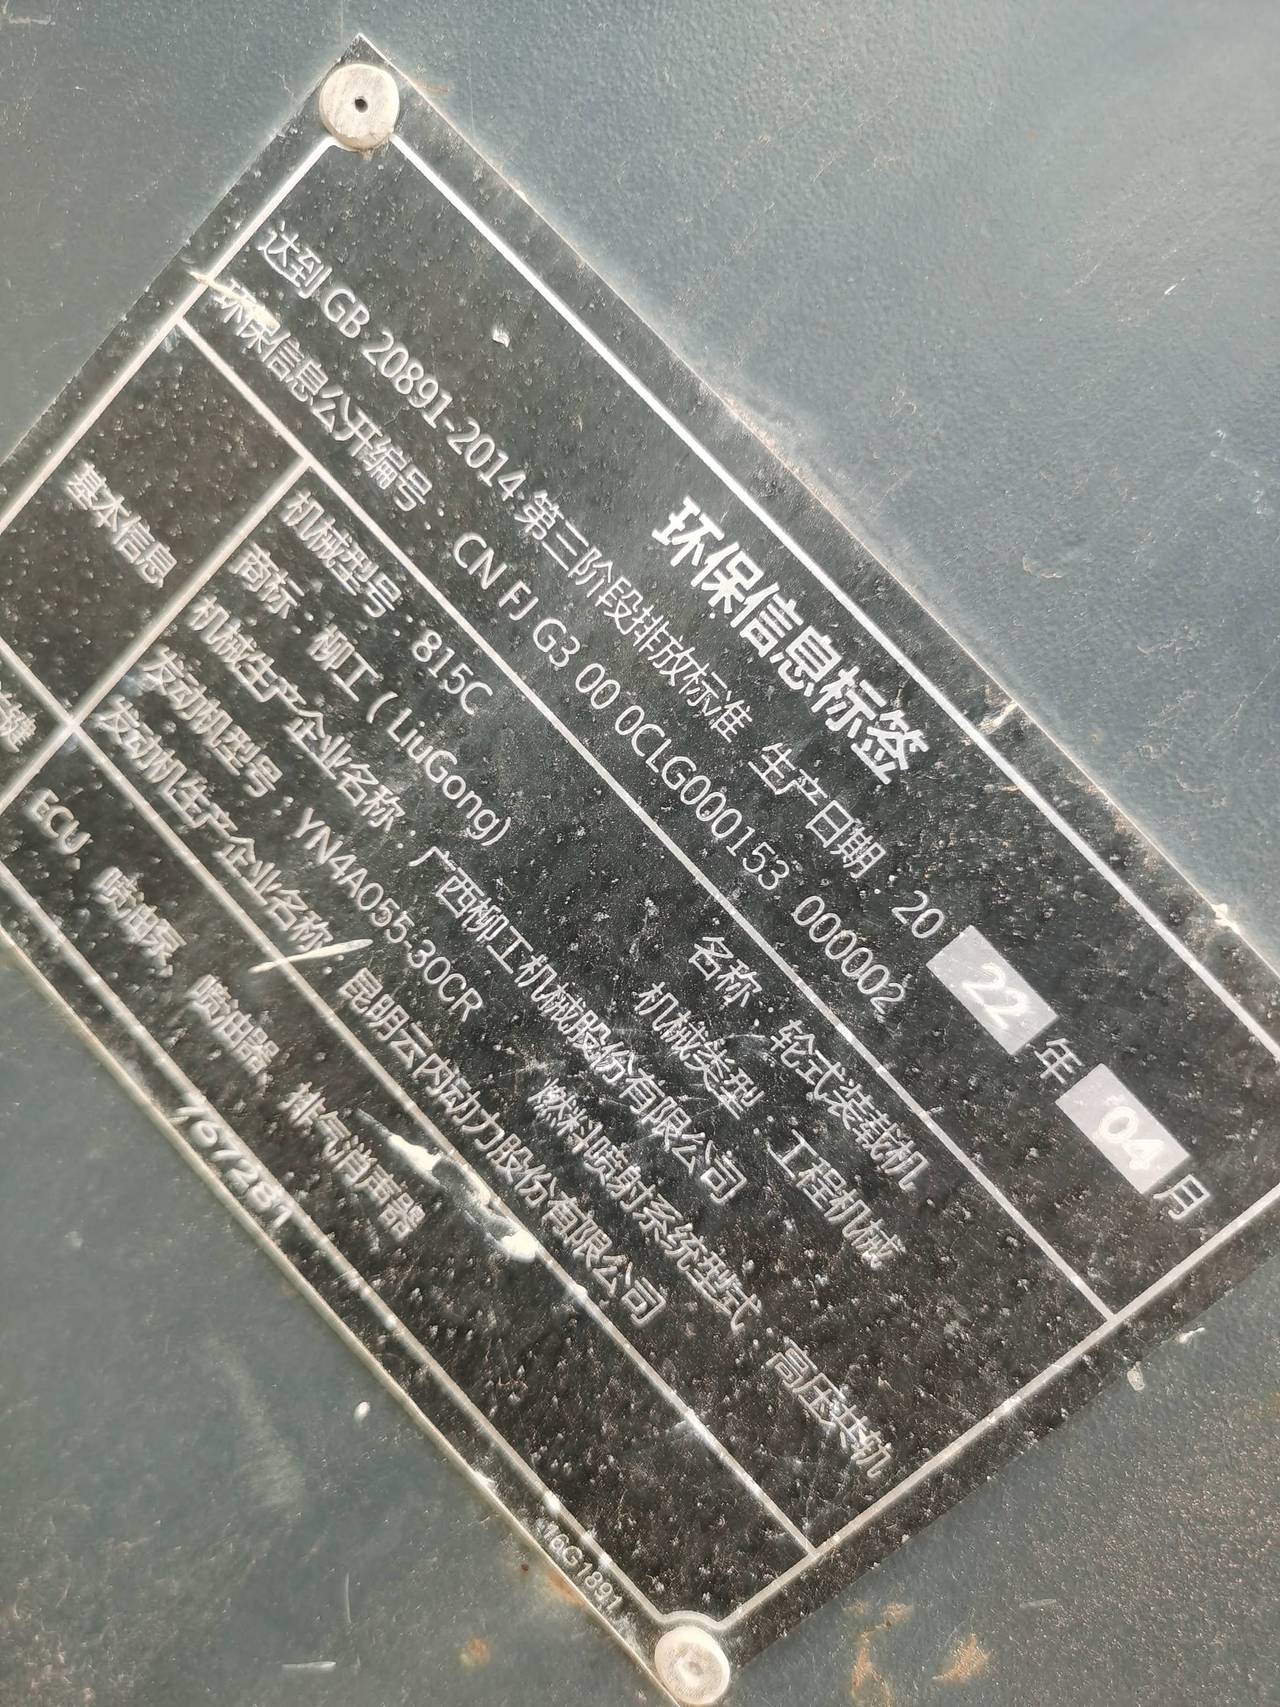 环保信息标签
达到 GB 20891-2014 第三阶段排放标准 生产日期：20 22 年 04 月
环保信息公开编号：CN FJ G3 00 0CLG000153 000002
基本信息
机械型号：815C 名称：轮式装载机
商标：柳工（LiuGong） 机械类型：工程机械
机械生产企业名称：广西柳工机械股份有限公司
发动机型号：YN4A055-30CR 燃料喷射系统型式：高压共轨
发动机生产企业名称：昆明云内动力股份有限公司
键
ECU、喷油泵、喷油器、排气消声器